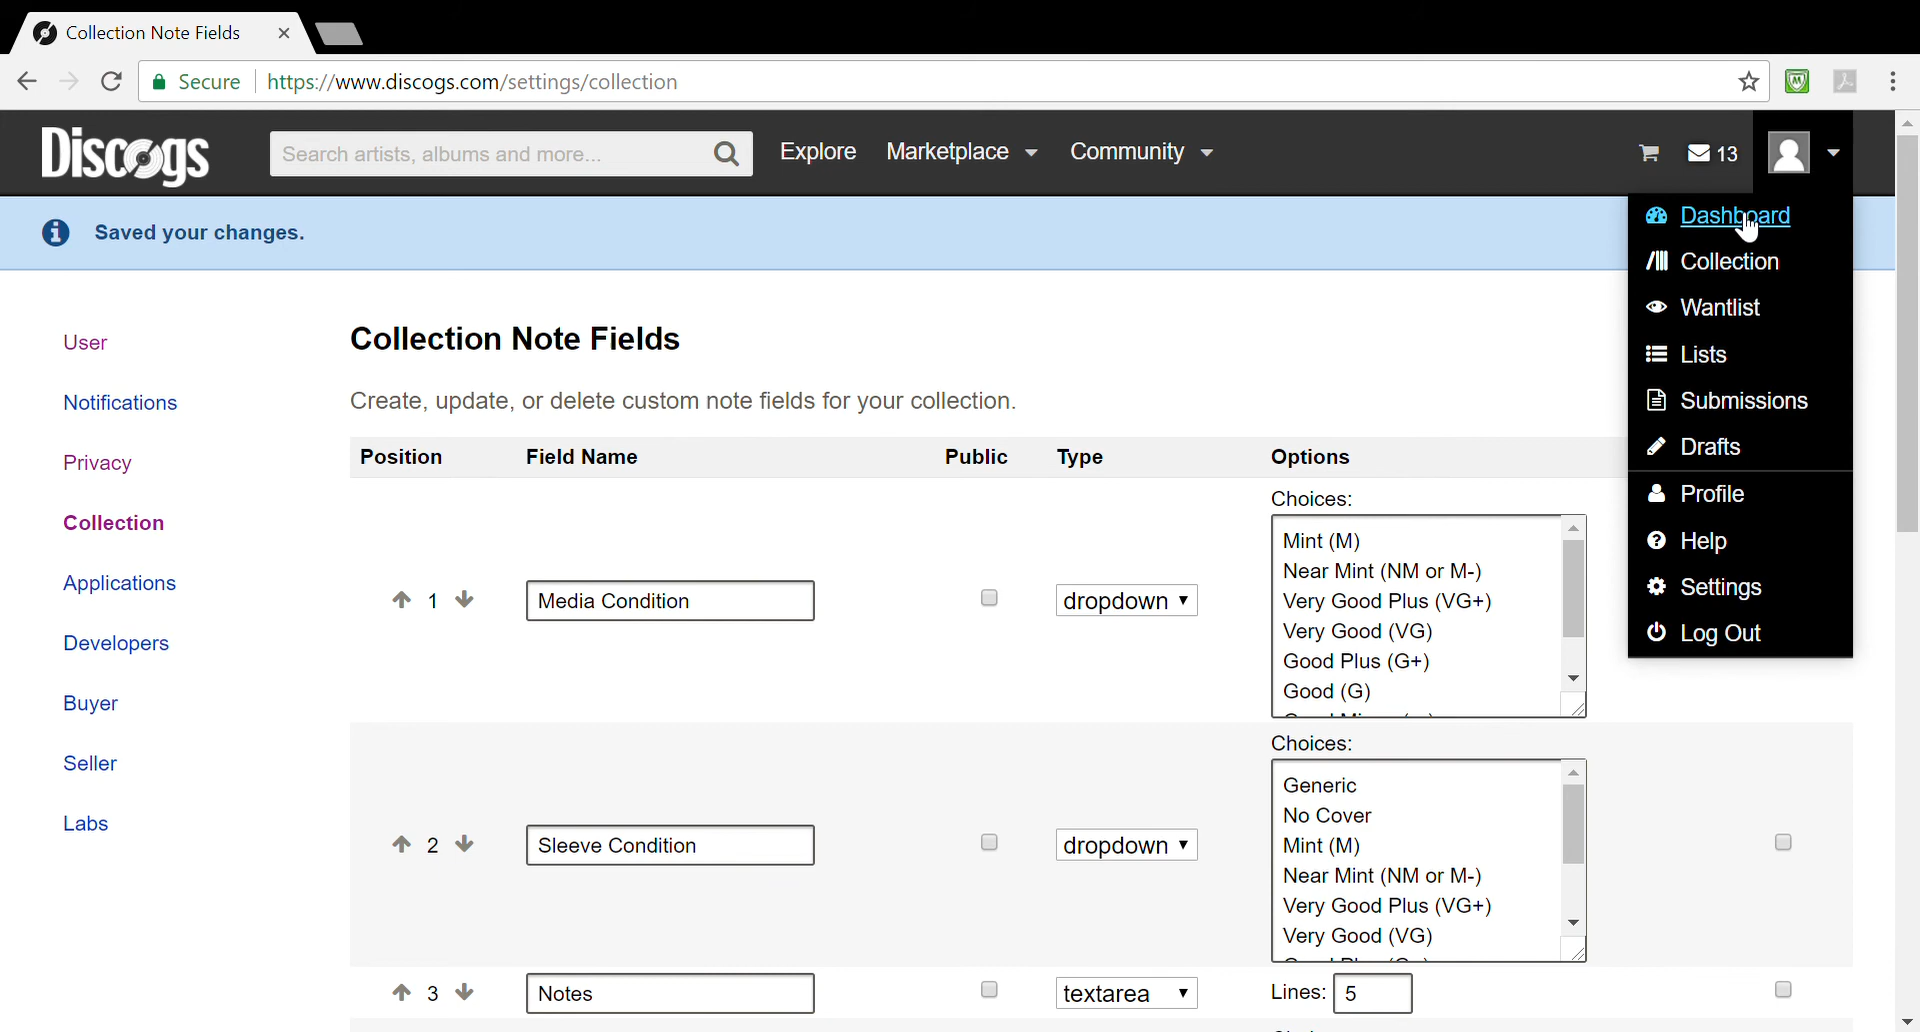 Collection Note Fields
Secure https://www.discogs.com/settings/collection
Discogs
Search artists, albums and more...
Explore
Marketplace
Community
13
Saved your changes.
Dashboard
Collection
Wantlist
Lists
Submissions
Drafts
Profile
Help
Settings
Log Out
User
Notifications
Privacy
Collection
Applications
Developers
Buyer
Seller
Labs
Collection Note Fields
Create, update, or delete custom note fields for your collection.
Position Field Name Public Type Options
Choices:
1 Media Condition dropdown
Mint (M)
Near Mint (NM or M-)
Very Good Plus (VG+)
Very Good (VG)
Good Plus (G+)
Good (G)
Choices:
2 Sleeve Condition dropdown
Generic
No Cover
Mint (M)
Near Mint (NM or M-)
Very Good Plus (VG+)
Very Good (VG)
3 Notes textarea Lines: 5